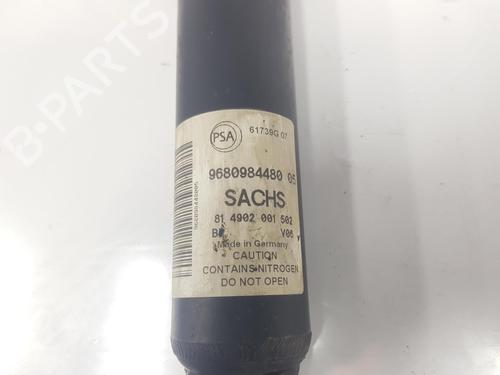 B-PARTS
PSA
61739G 07
9680984480 05
SACHS
81 4902 001 502
V06
Made in Germany
CAUTION
CONTAINS NITROGEN
DO NOT OPEN